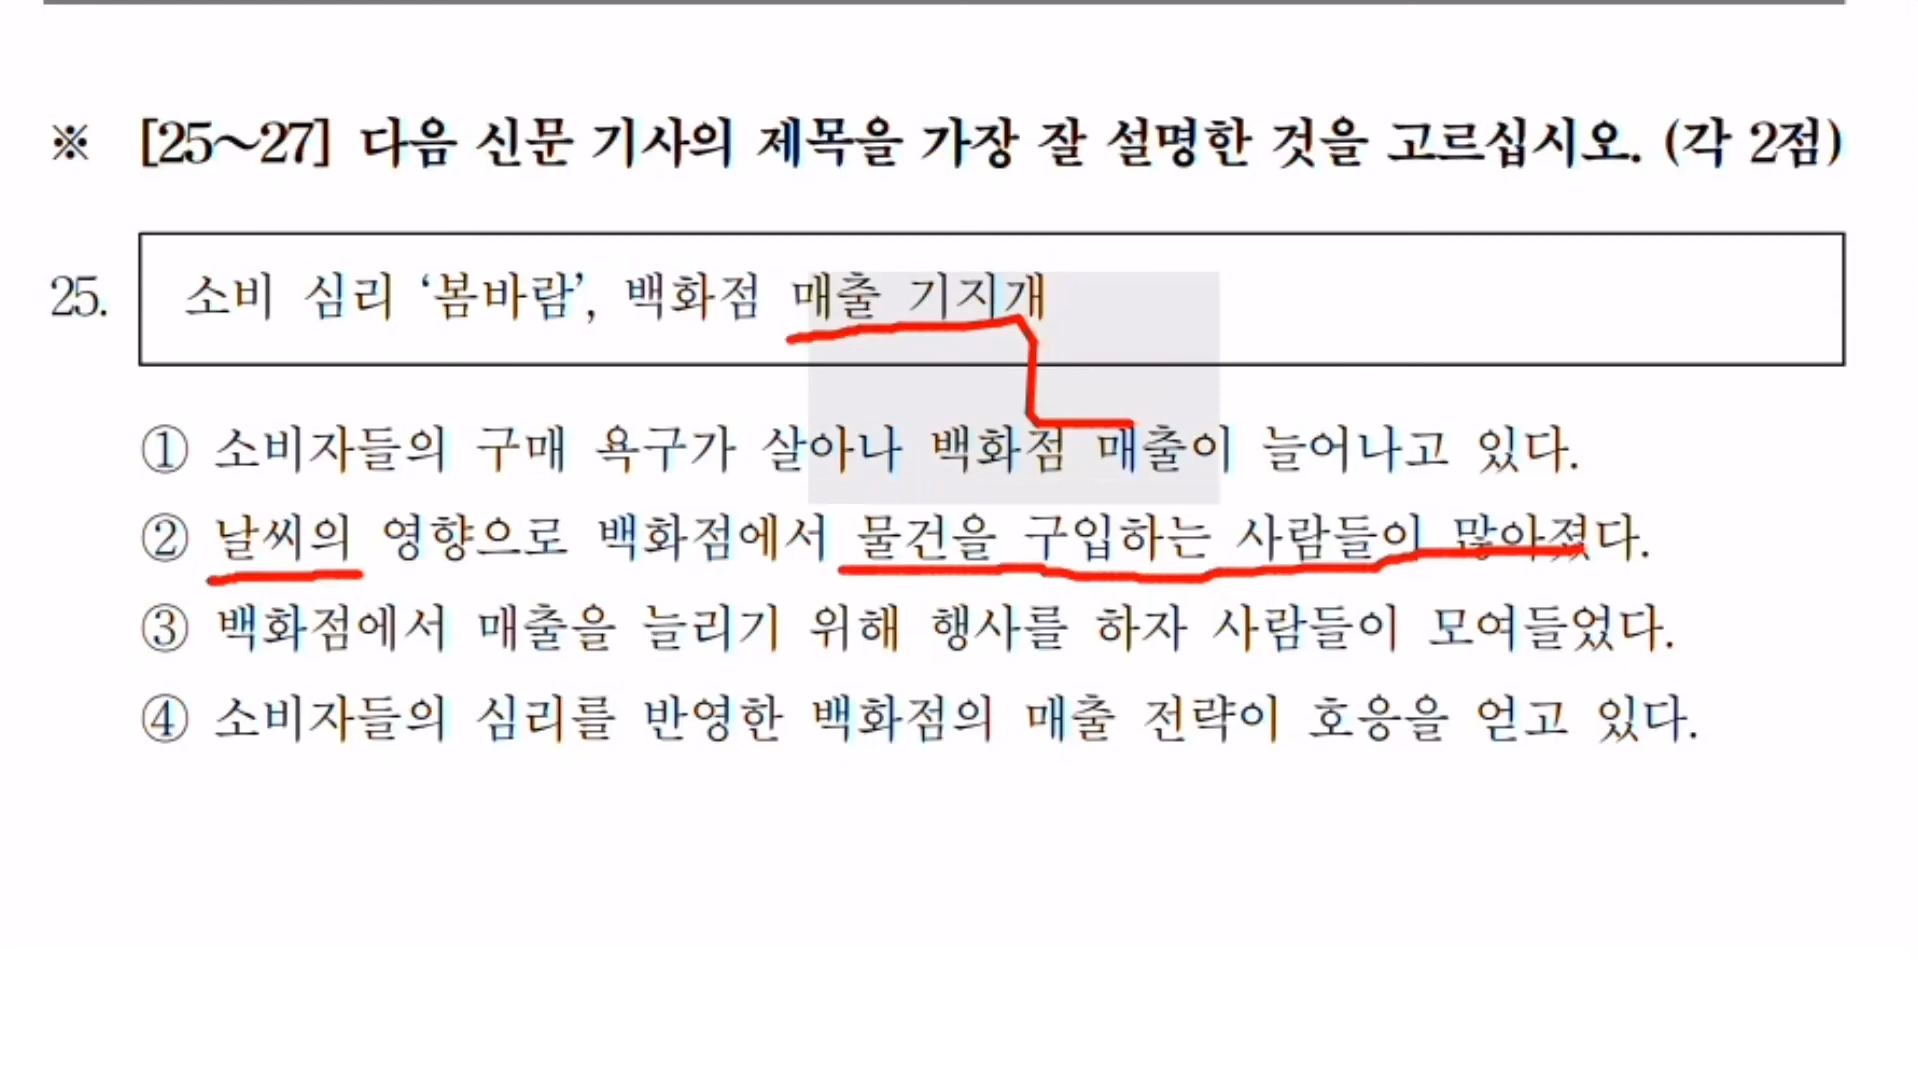 ※ [25～27] 다음 신문 기사의 제목을 가장 잘 설명한 것을 고르십시오. (각 2점)
25. 소비 심리 ‘봄바람’, 백화점 매출 기지개
① 소비자들의 구매 욕구가 살아나 백화점 매출이 늘어나고 있다.
② 날씨의 영향으로 백화점에서 물건을 구입하는 사람들이 많아졌다.
③ 백화점에서 매출을 늘리기 위해 행사를 하자 사람들이 모여들었다.
④ 소비자들의 심리를 반영한 백화점의 매출 전략이 호응을 얻고 있다.